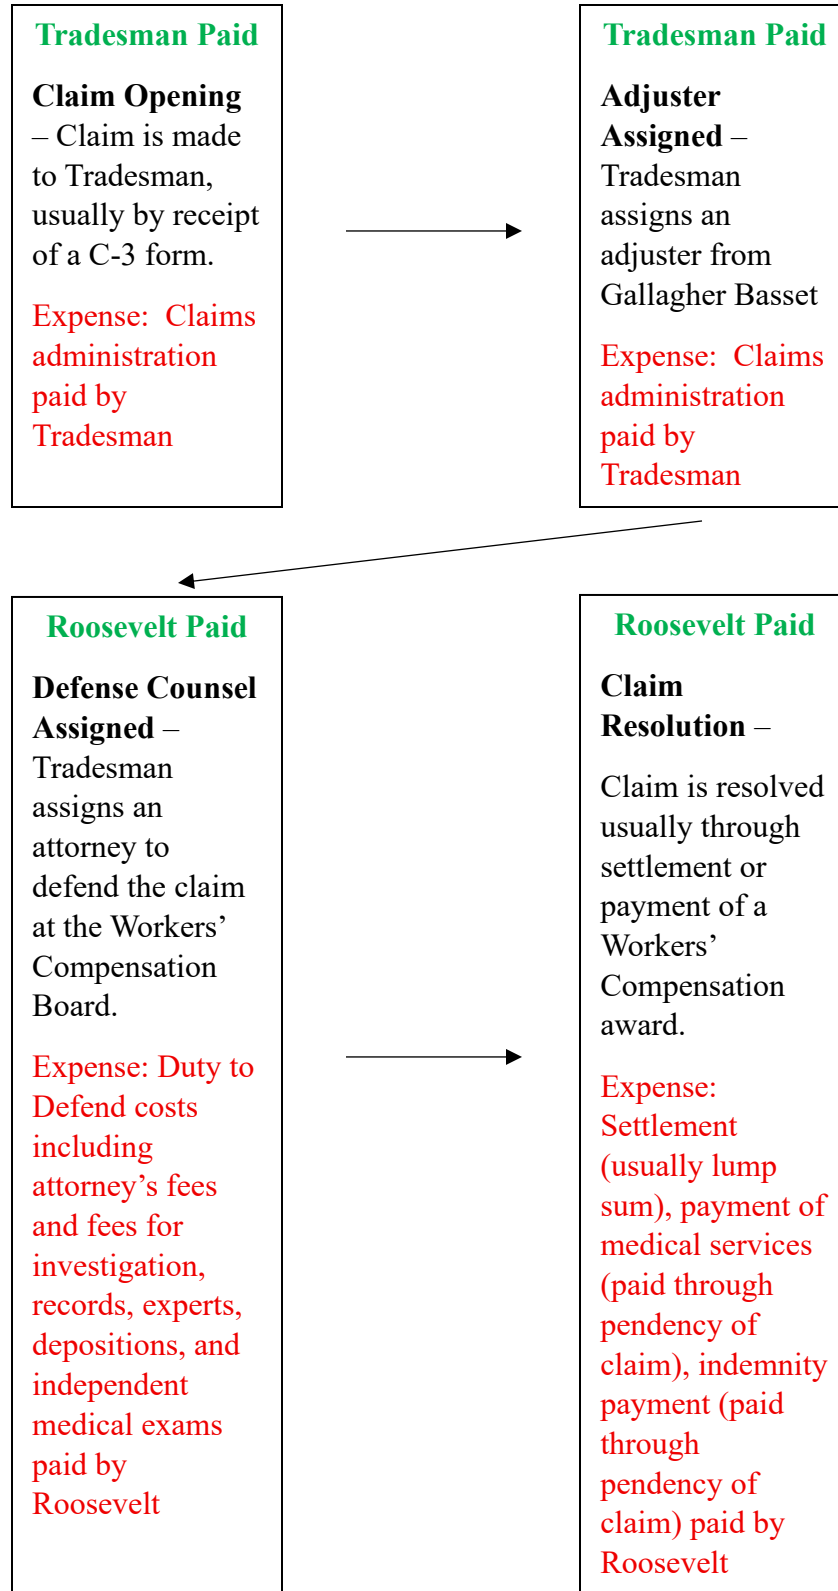 Tradesman Paid
Claim Opening
– Claim is made
to Tradesman,
usually by receipt
of a C-3 form.
Expense:  Claims
administration
paid by
Tradesman
Tradesman Paid
Adjuster
Assigned –
Tradesman
assigns an
adjuster from
Gallagher Basset
Expense:  Claims
administration
paid by
Tradesman
Roosevelt Paid
Defense Counsel
Assigned –
Tradesman
assigns an
attorney to
defend the claim
at the Workers’
Compensation
Board.
Expense: Duty to
Defend costs
including
attorney’s fees
and fees for
investigation,
records, experts,
depositions, and
independent
medical exams
paid by
Roosevelt
Roosevelt Paid
Claim
Resolution –
Claim is resolved
usually through
settlement or
payment of a
Workers’
Compensation
award.
Expense:
Settlement
(usually lump
sum), payment of
medical services
(paid through
pendency of
claim), indemnity
payment (paid
through
pendency of
claim) paid by
Roosevelt